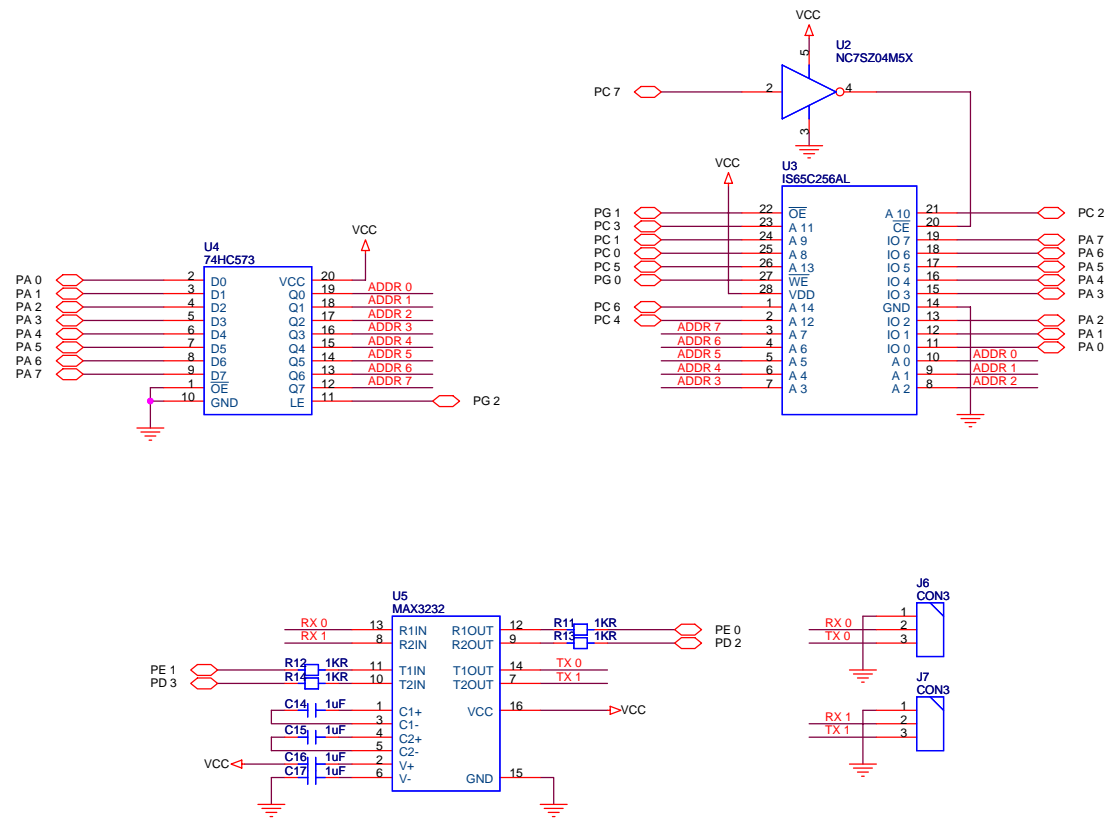 VCC
U2
NC7SZ04M5X
5
PC 7
2
4
3
VCC
U3
IS65C256AL
PG 1 22 OE A 10 21 PC 2
PC 3 23 A 11 CE 20
PC 1 24 A 9 IO 7 19 PA 7
PC 0 25 A 8 IO 6 18 PA 6
PC 5 26 A 13 IO 5 17 PA 5
PG 0 27 WE IO 4 16 PA 4
28 VDD IO 3 15 PA 3
PC 6 1 A 14 GND 14
PC 4 2 A 12 IO 2 13 PA 2
ADDR 7 3 A 7 IO 1 12 PA 1
ADDR 6 4 A 6 IO 0 11 PA 0
ADDR 5 5 A 5 A 0 10 ADDR 0
ADDR 4 6 A 4 A 1 9 ADDR 1
ADDR 3 7 A 3 A 2 8 ADDR 2
VCC
U4
74HC573
PA 0 2 D0 VCC 20
PA 1 3 D1 Q0 19 ADDR 0
PA 2 4 D2 Q1 18 ADDR 1
PA 3 5 D3 Q2 17 ADDR 2
PA 4 6 D4 Q3 16 ADDR 3
PA 5 7 D5 Q4 15 ADDR 4
PA 6 8 D6 Q5 14 ADDR 5
PA 7 9 D7 Q6 13 ADDR 6
1 OE Q7 12 ADDR 7
10 GND LE 11 PG 2
U5
MAX3232
RX 0 13 R1IN R1OUT 12 R11 1KR PE 0
RX 1 8 R2IN R2OUT 9 R13 1KR PD 2
PE 1 R12 1KR 11 T1IN T1OUT 14 TX 0
PD 3 R14 1KR 10 T2IN T2OUT 7 TX 1
C14 1uF 1 C1+ VCC 16 VCC
3 C1-
C15 1uF 4 C2+
5 C2-
VCC C16 1uF 2 V+
C17 1uF 6 V- GND 15
J6
CON3
1
RX 0 2
TX 0 3
J7
CON3
1
RX 1 2
TX 1 3